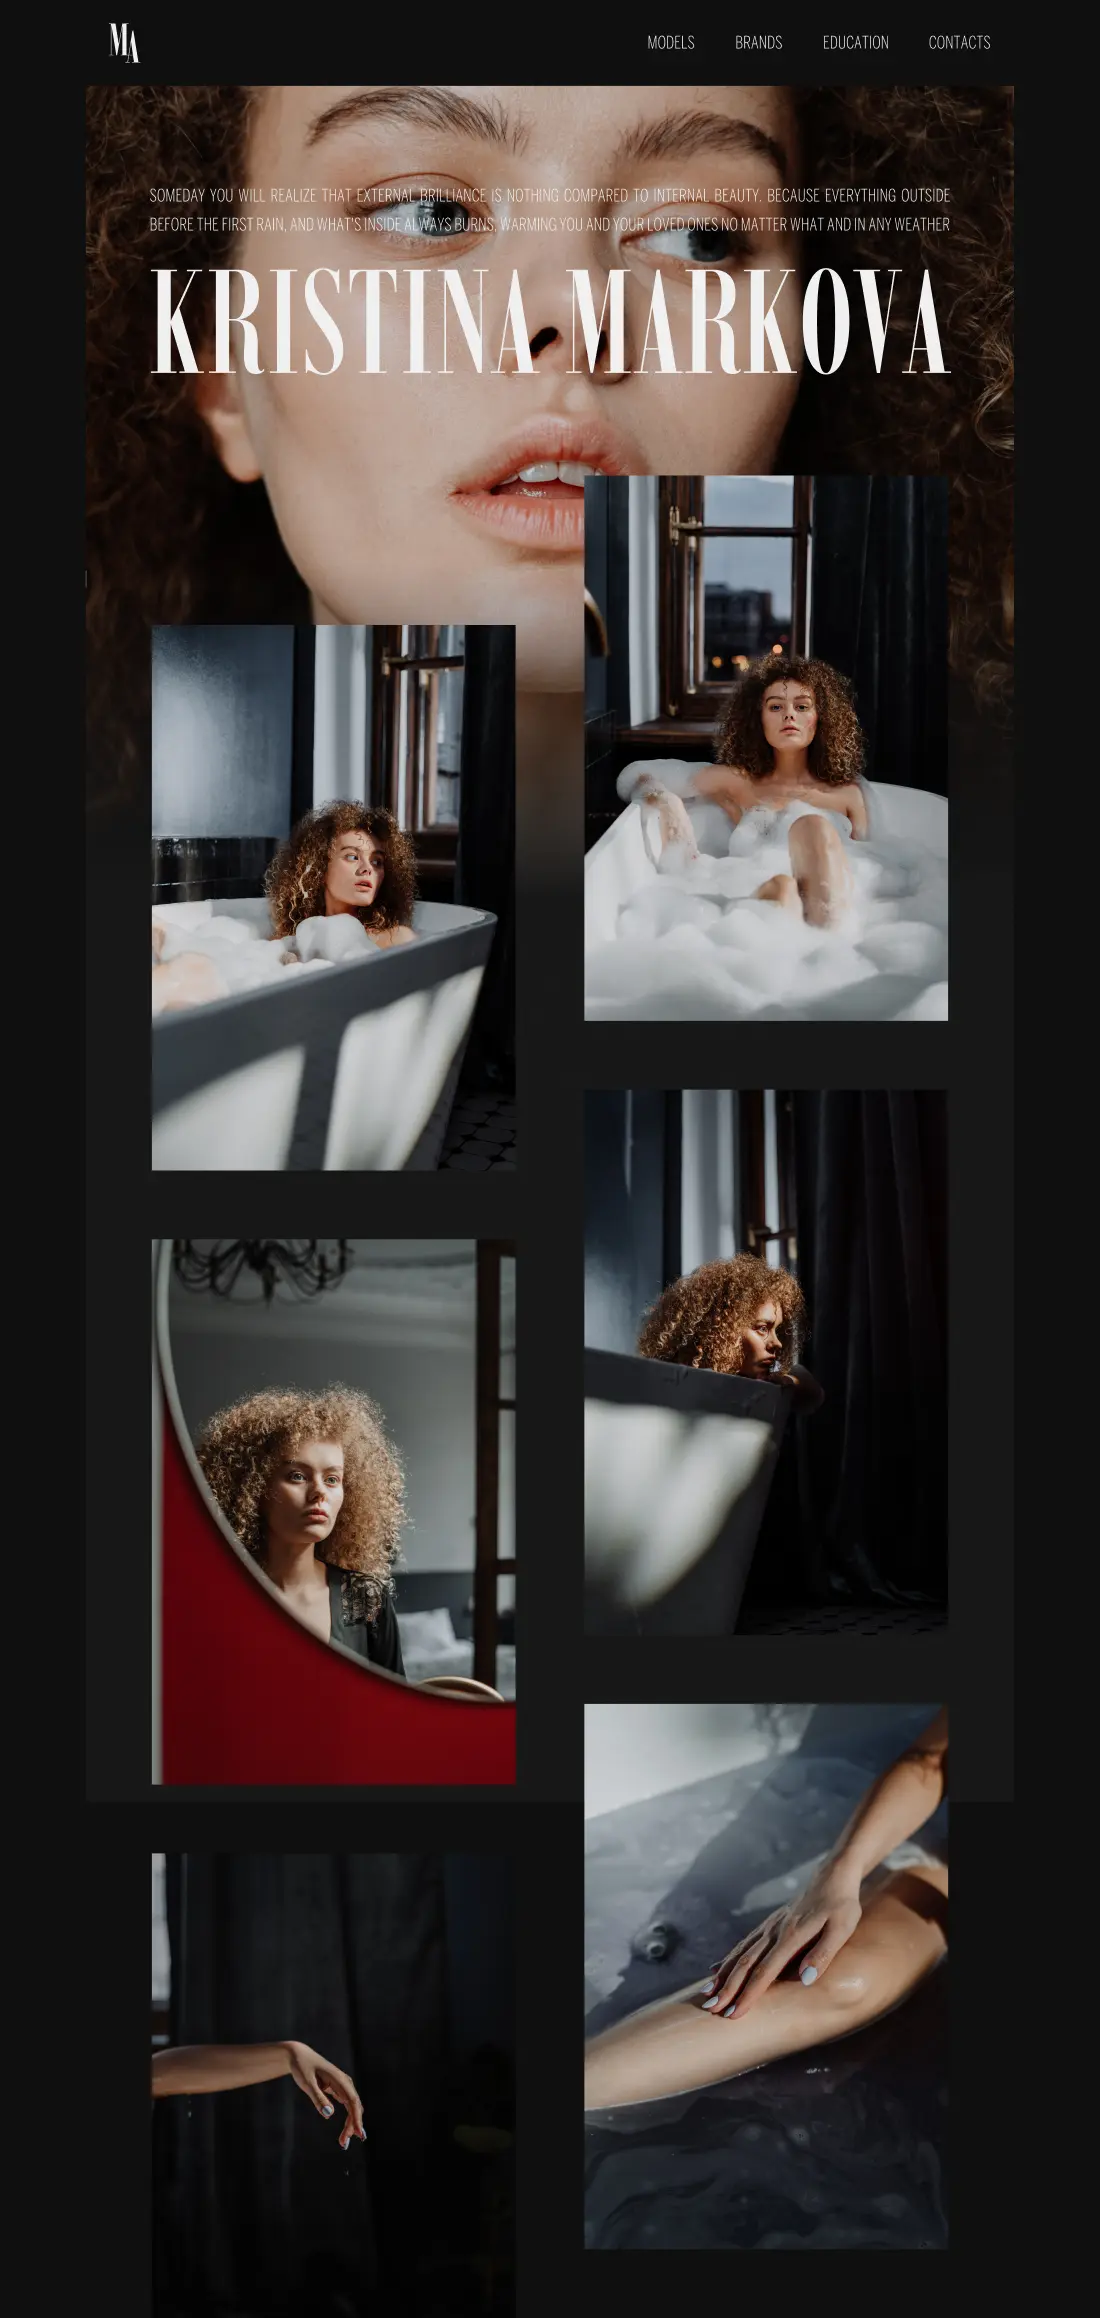 MA
MODELS BRANDS EDUCATION CONTACTS
SOMEDAY YOU WILL REALIZE THAT EXTERNAL BRILLIANCE IS NOTHING COMPARED TO INTERNAL BEAUTY. BECAUSE EVERYTHING OUTSIDE
BEFORE THE FIRST RAIN, AND WHAT'S INSIDE ALWAYS BURNS, WARMING YOU AND YOUR LOVED ONES NO MATTER WHAT AND IN ANY WEATHER
KRISTINA MARKOVA